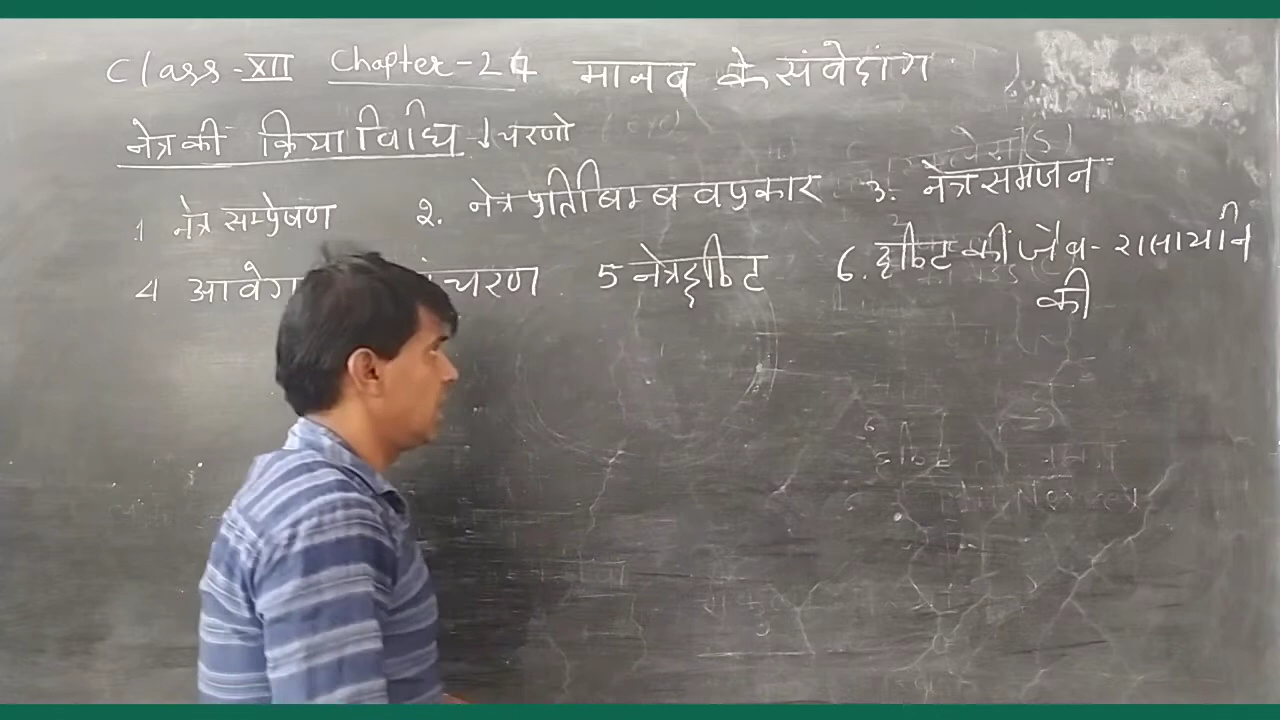 Class-XII Chapter-24 मानव के संवेदांग
नेत्र की क्रियाविधि चरणो
1 नेत्र सम्प्रेषण 2. नेत्र प्रतिबिम्ब व प्रकार 3. नेत्र समंजन
4 आवेग संचरण 5 नेत्र दृष्टि 6. दृष्टि की जैव-रासायनि
की